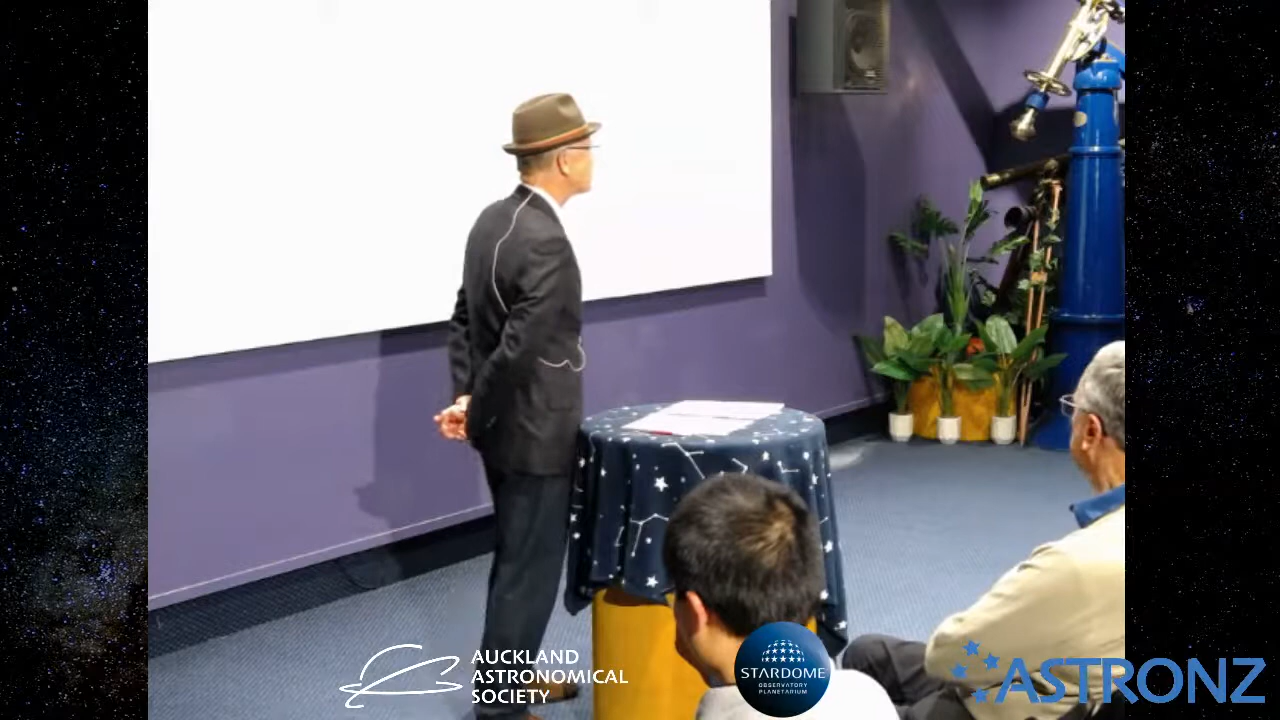 AUCKLAND
ASTRONOMICAL
SOCIETY
STARDOME
OBSERVATORY
PLANETARIUM
ASTRONZ